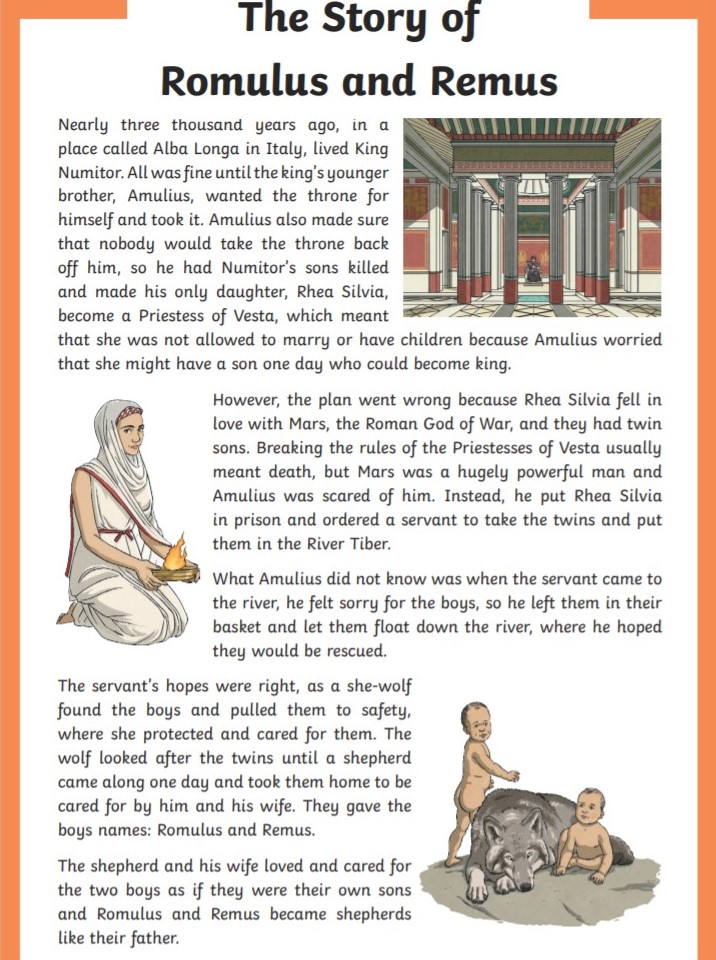 The Story of
Romulus and Remus
Nearly three thousand years ago, in a
place called Alba Longa in Italy, lived King
Numitor. All was fine until the king's younger
brother, Amulius, wanted the throne for
himself and took it. Amulius also made sure
that nobody would take the throne back
off him, so he had Numitor's sons killed
and made his only daughter, Rhea Silvia,
become a Priestess of Vesta, which meant
that she was not allowed to marry or have children because Amulius worried
that she might have a son one day who could become king.
However, the plan went wrong because Rhea Silvia fell in
love with Mars, the Roman God of War, and they had twin
sons. Breaking the rules of the Priestesses of Vesta usually
meant death, but Mars was a hugely powerful man and
Amulius was scared of him. Instead, he put Rhea Silvia
in prison and ordered a servant to take the twins and put
them in the River Tiber.
What Amulius did not know was when the servant came to
the river, he felt sorry for the boys, so he left them in their
basket and let them float down the river, where he hoped
they would be rescued.
The servant's hopes were right, as a she-wolf
found the boys and pulled them to safety,
where she protected and cared for them. The
wolf looked after the twins until a shepherd
came along one day and took them home to be
cared for by him and his wife. They gave the
boys names: Romulus and Remus.
The shepherd and his wife loved and cared for
the two boys as if they were their own sons
and Romulus and Remus became shepherds
like their father.